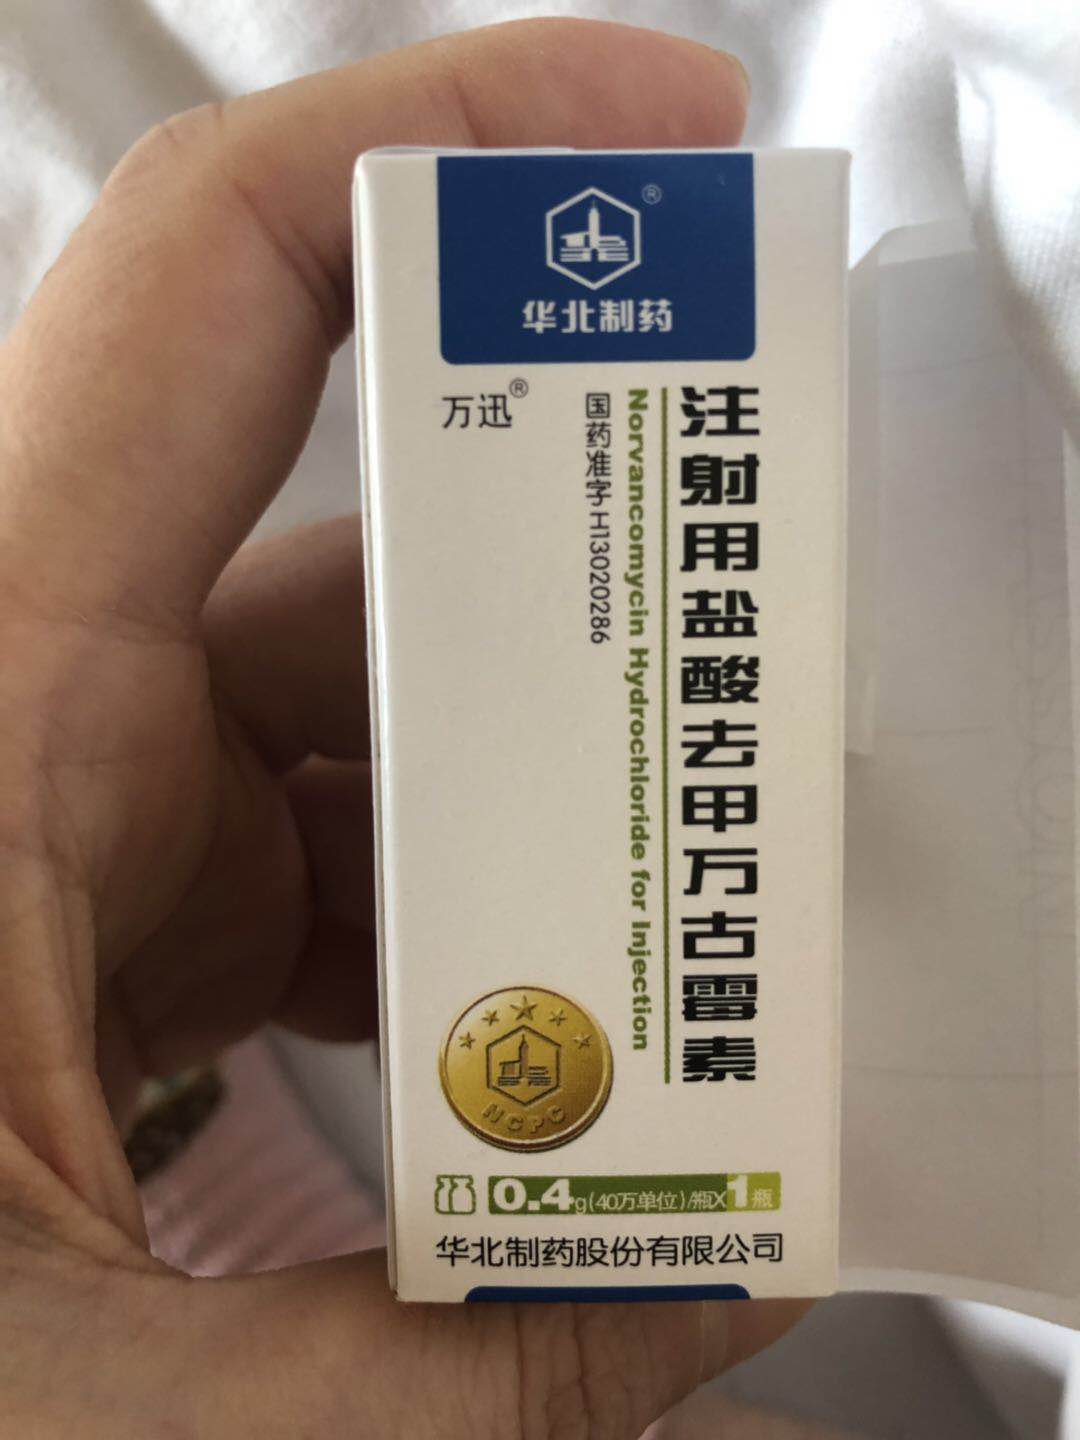 ®
华北制药
万迅®
注射用盐酸去甲万古霉素
Norvancomycin Hydrochloride for Injection
国药准字H13020286
NCPC
0.4g(40万单位)/瓶X1瓶
华北制药股份有限公司